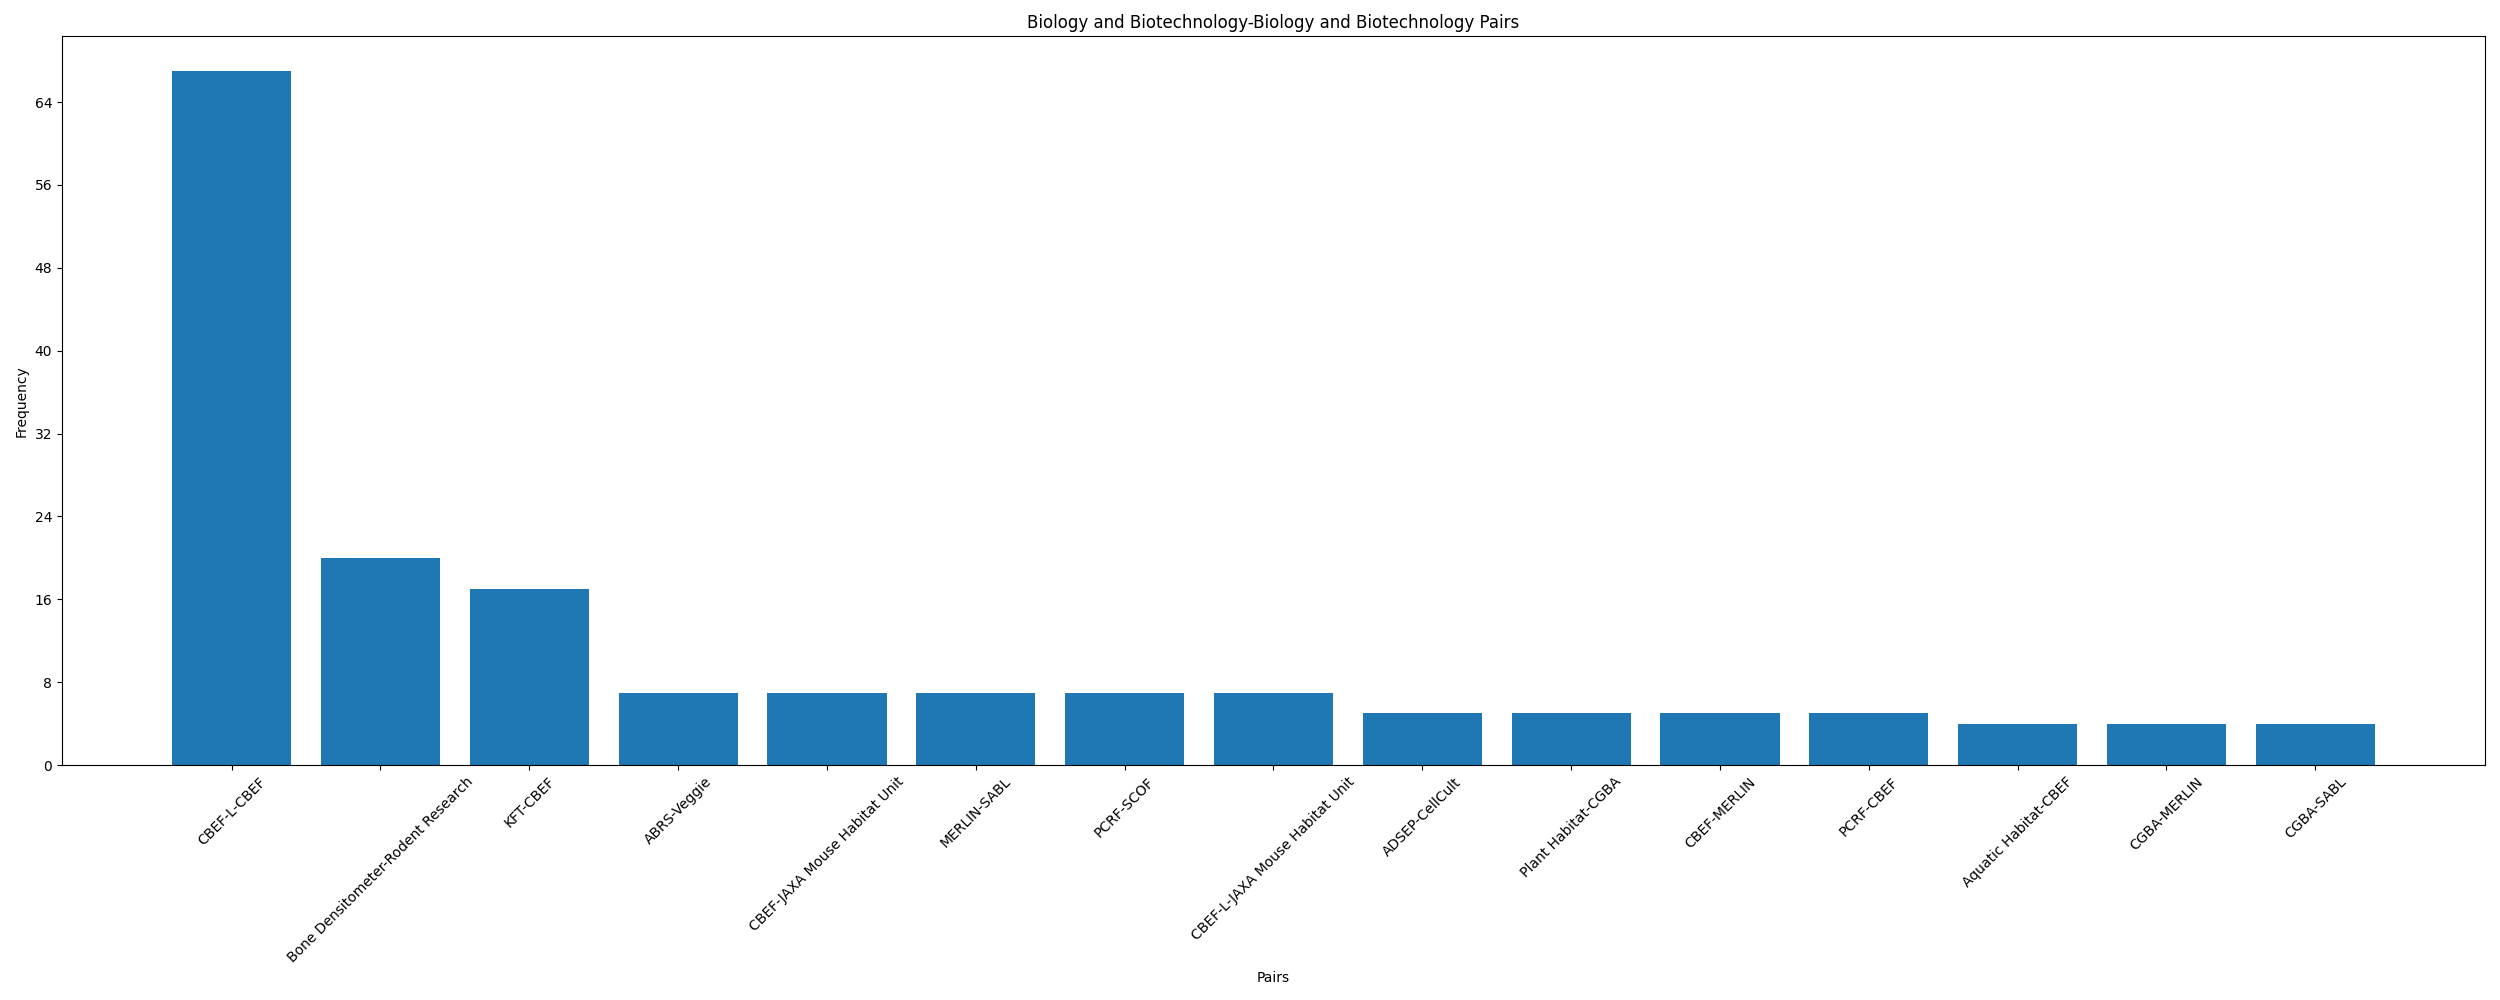 Biology and Biotechnology-Biology and Biotechnology Pairs
Frequency
64
56
48
40
32
24
16
8
0
CBEF-L-CBEF
Bone Densitometer-Rodent Research
KFT-CBEF
ABRS-Veggie
CBEF-JAXA Mouse Habitat Unit
MERLIN-SABL
PCRF-SCOF
CBEF-L-JAXA Mouse Habitat Unit
ADSEP-CellCult
Plant Habitat-CGBA
CBEF-MERLIN
PCRF-CBEF
Aquatic Habitat-CBEF
CGBA-MERLIN
CGBA-SABL
Pairs